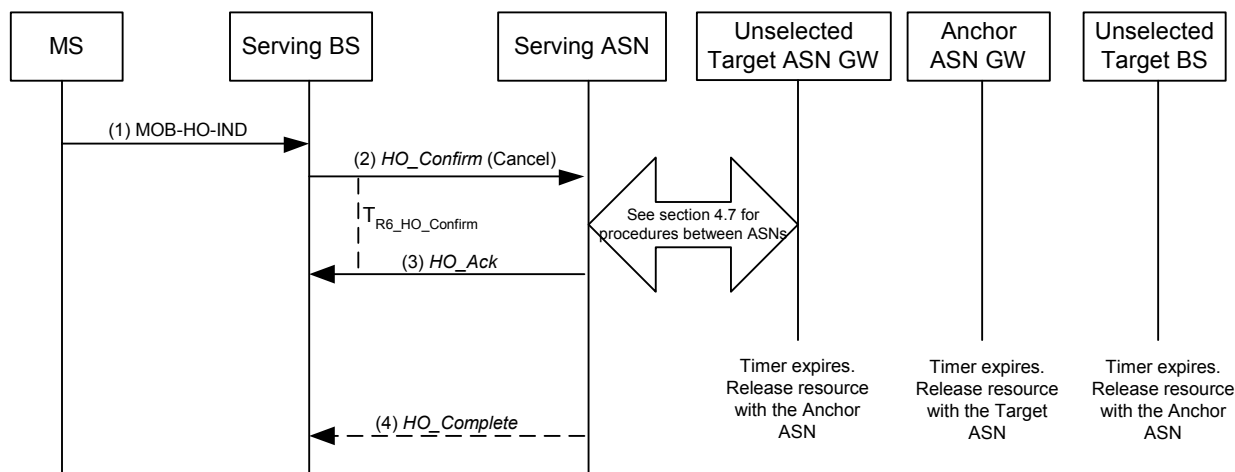 MS
Serving BS
Serving ASN
Unselected
Target ASN GW
Anchor
ASN GW
Unselected
Target BS
(1) MOB-HO-IND
(2) HO_Confirm (Cancel)
TR6_HO_Confirm
See section 4.7 for
procedures between ASNs
(3) HO_Ack
Timer expires.
Release resource
with the Anchor
ASN
Timer expires.
Release resource
with the Target
ASN
Timer expires.
Release resource
with the Anchor
ASN
(4) HO_Complete